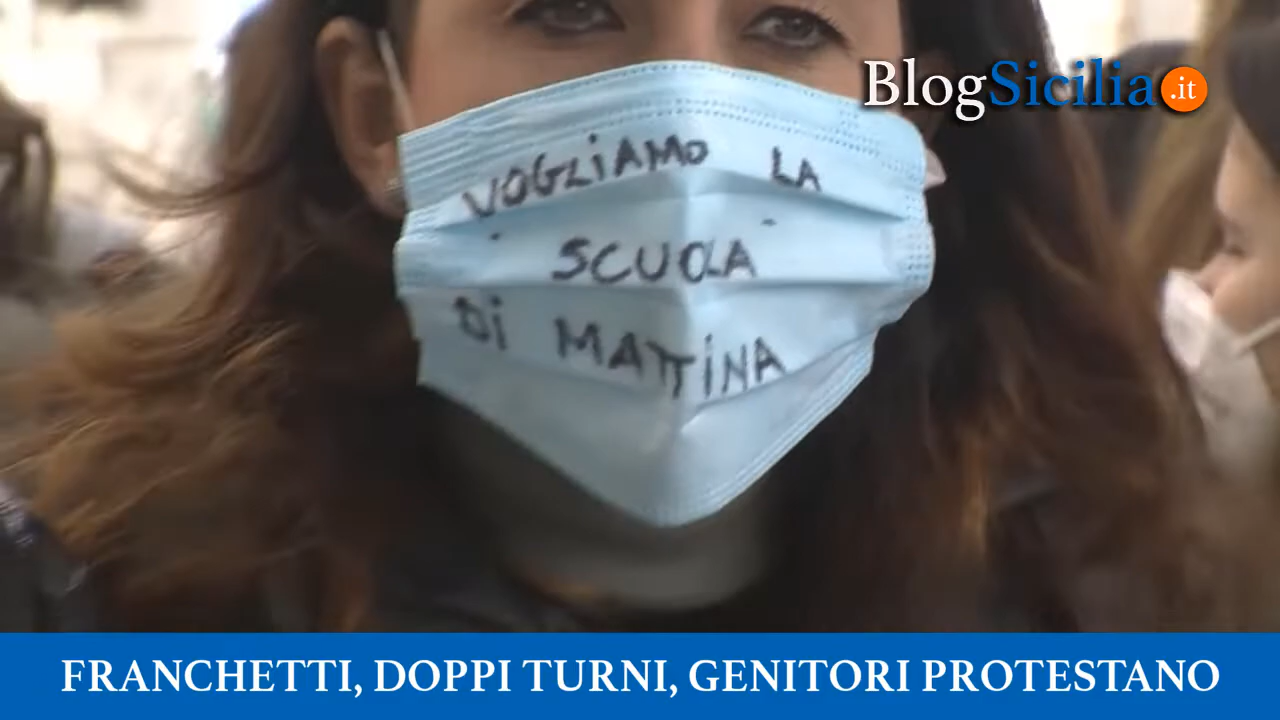 BlogSicilia.it
VOGLiAMO LA
SCUOLA
Di MATTiNA
FRANCHETTI, DOPPI TURNI, GENITORI PROTESTANO